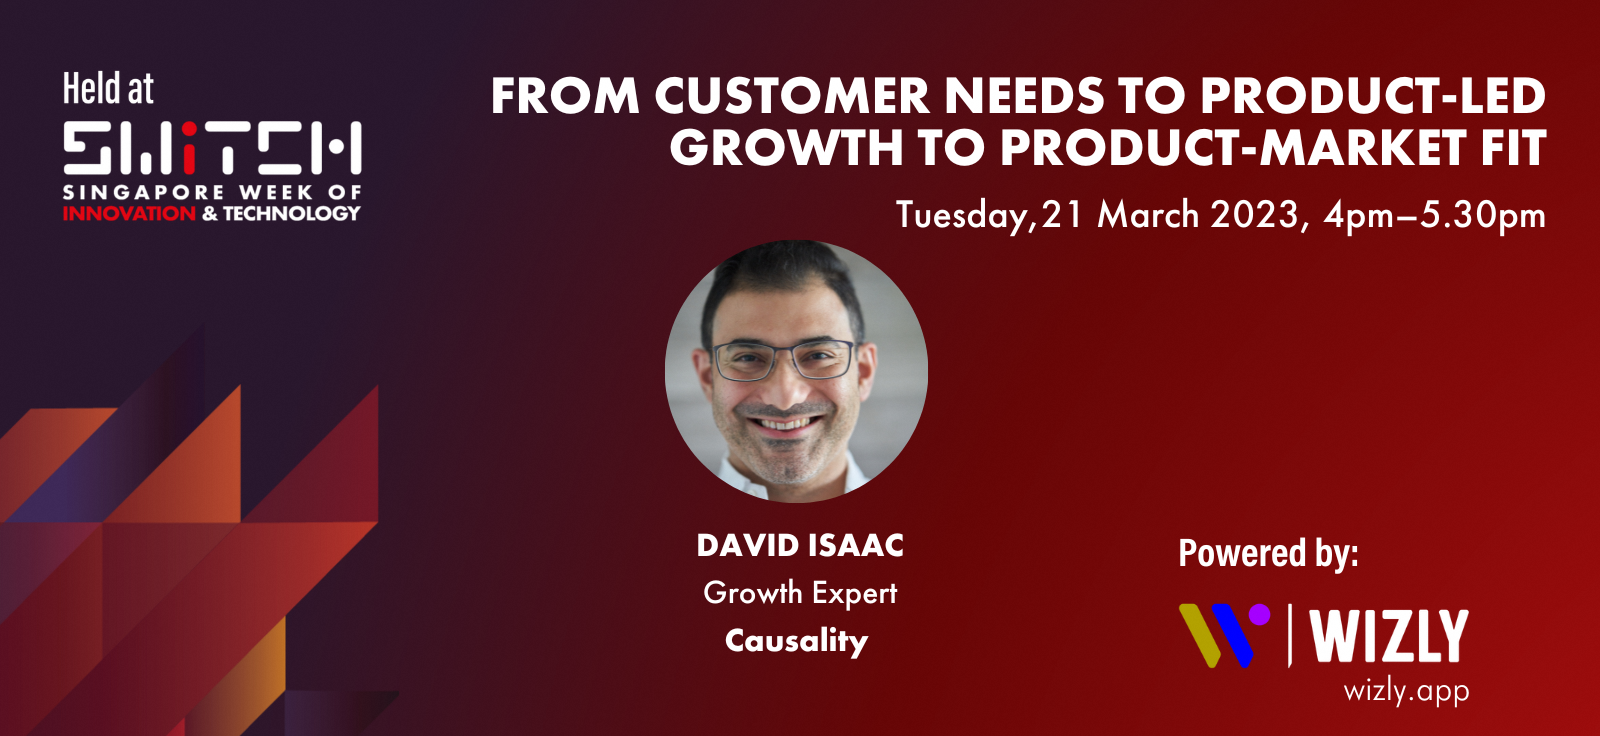 Held at
SWiTCH
SINGAPORE WEEK OF
INNOVATION & TECHNOLOGY
FROM CUSTOMER NEEDS TO PRODUCT-LED
GROWTH TO PRODUCT-MARKET FIT
Tuesday,21 March 2023, 4pm–5.30pm
DAVID ISAAC
Growth Expert
Causality
Powered by:
WIZLY
wizly.app